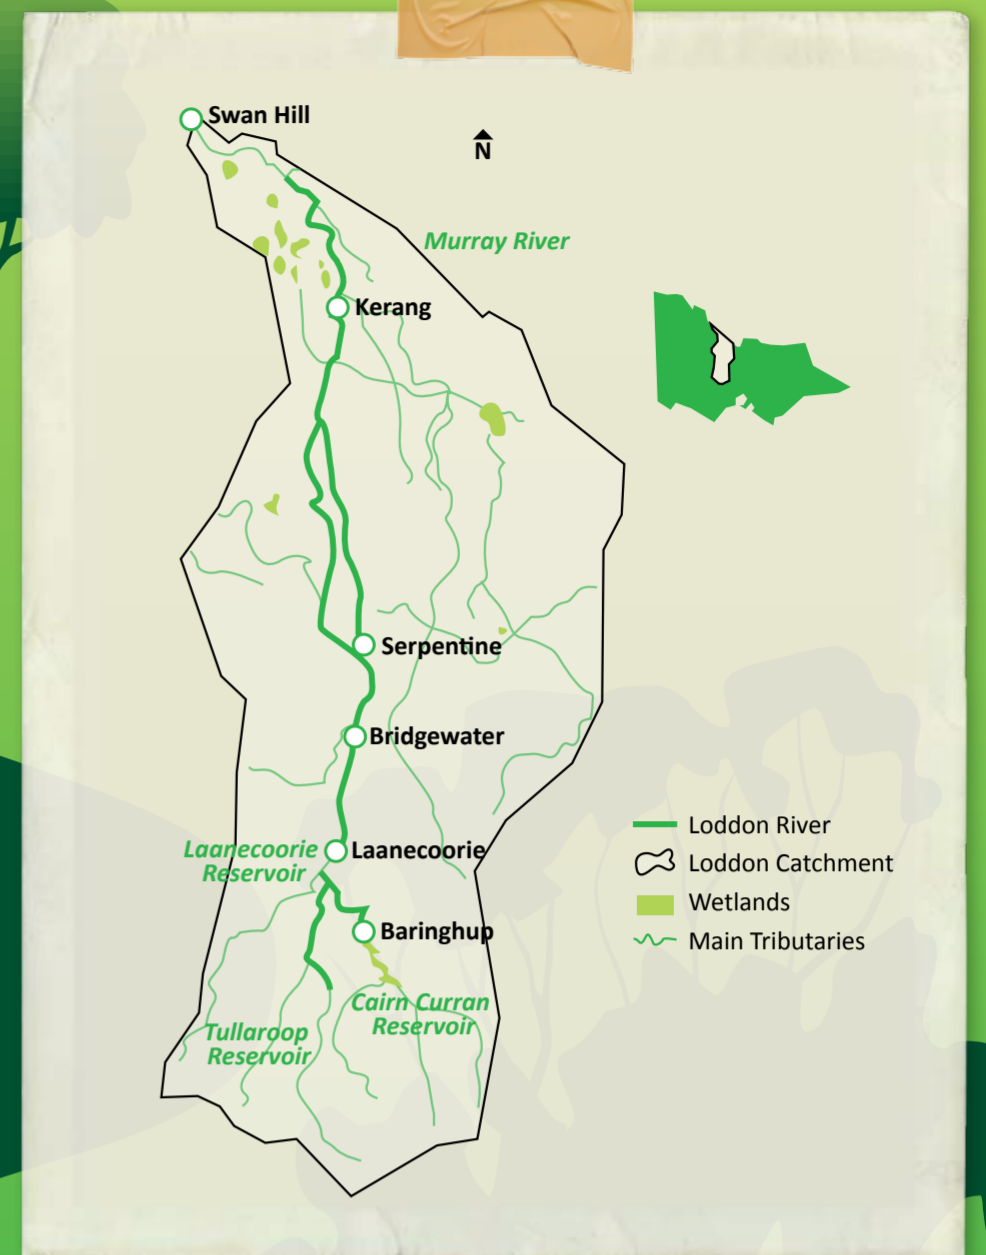 Swan Hill
N
Murray River
Kerang
Serpentine
Bridgewater
Laanecoorie
Reservoir
Laanecoorie
Baringhup
Cairn Curran
Reservoir
Tullaroop
Reservoir
Loddon River
Loddon Catchment
Wetlands
Main Tributaries